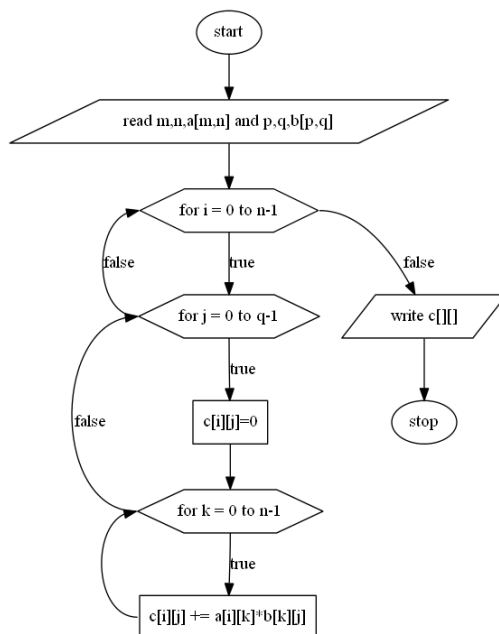 start
read m,n,a[m,n] and p,q,b[p,q]
for i = 0 to n-1
false
true
false
for j = 0 to q-1
write c[][]
true
false
c[i][j]=0
stop
for k = 0 to n-1
true
c[i][j] += a[i][k]*b[k][j]